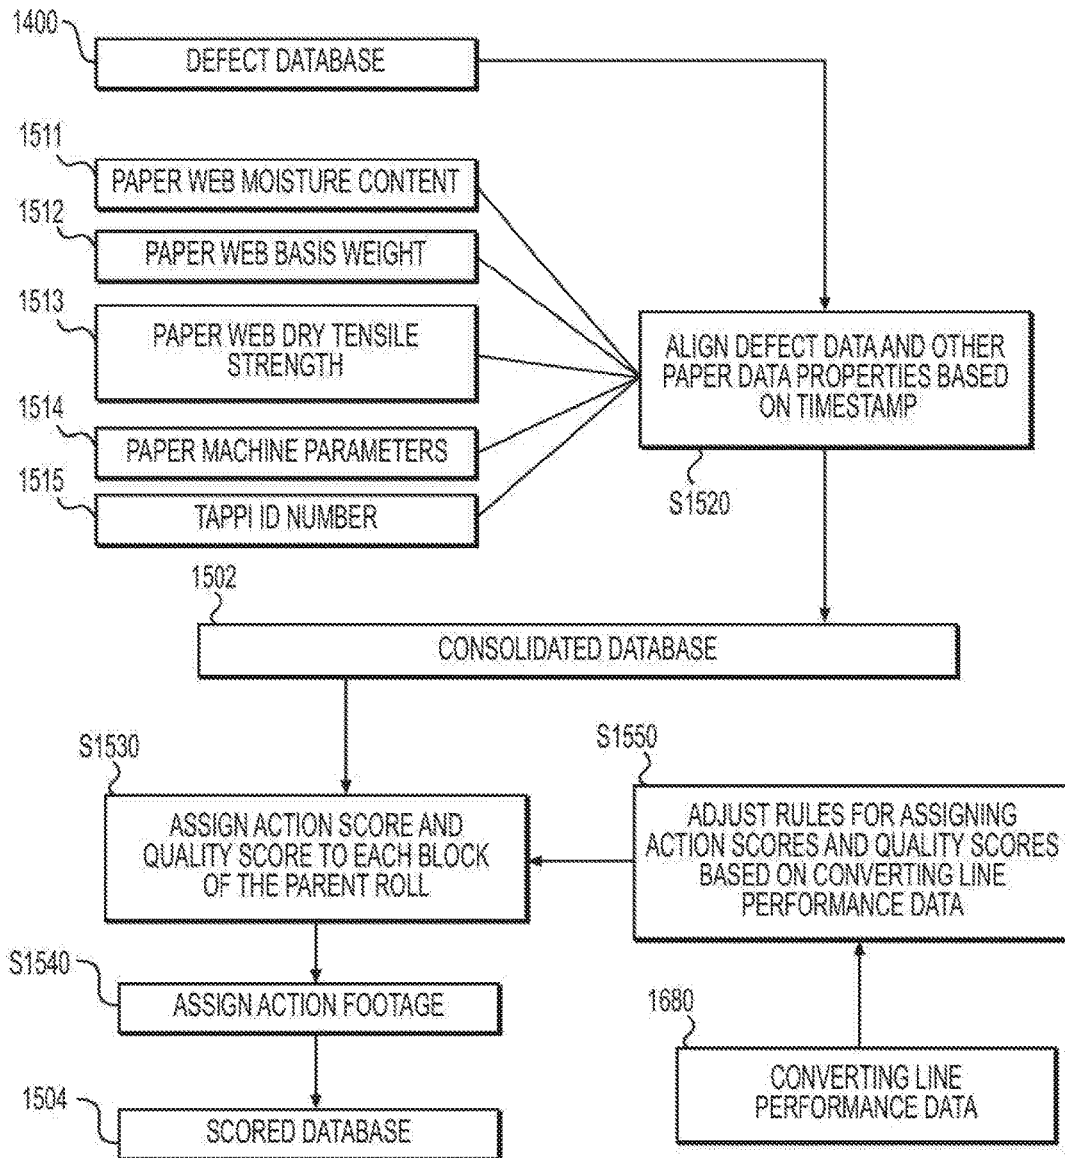 1400
DEFECT DATABASE
1511
PAPER WEB MOISTURE CONTENT
1512
PAPER WEB BASIS WEIGHT
1513
PAPER WEB DRY TENSILE
STRENGTH
1514
PAPER MACHINE PARAMETERS
1515
TAPPI ID NUMBER
ALIGN DEFECT DATA AND OTHER
PAPER DATA PROPERTIES BASED
ON TIMESTAMP
S1520
1502
CONSOLIDATED DATABASE
S1530
ASSIGN ACTION SCORE AND
QUALITY SCORE TO EACH BLOCK
OF THE PARENT ROLL
S1550
ADJUST RULES FOR ASSIGNING
ACTION SCORES AND QUALITY SCORES
BASED ON CONVERTING LINE
PERFORMANCE DATA
S1540
ASSIGN ACTION FOOTAGE
1680
CONVERTING LINE
PERFORMANCE DATA
1504
SCORED DATABASE